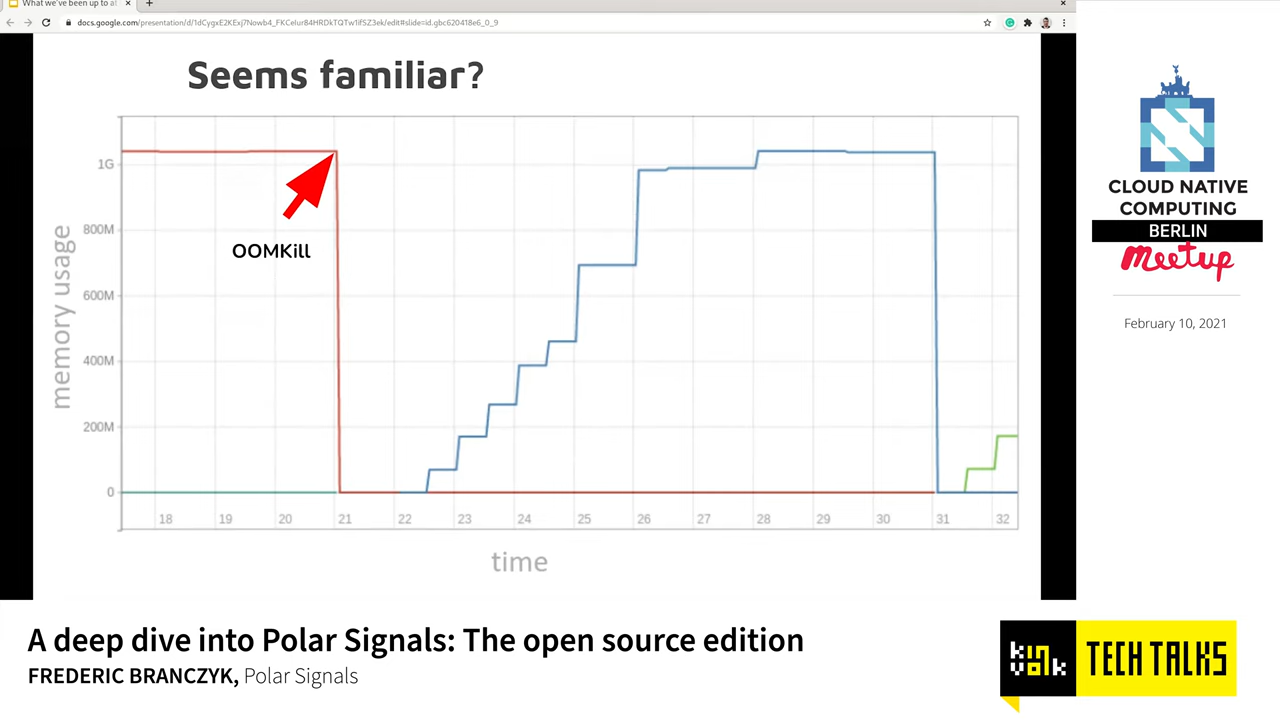 What we've been up to a
docs.google.com/presentation/d/1dCygxE2KExj7Nowb4_FKCeIur84HRDkTQTw1ifSZ3ek/edit#slide=id.gbc620418e6_0_9
Seems familiar?
1G
800M
600M
400M
200M
0
memory usage
OOMKill
18 19 20 21 22 23 24 25 26 27 28 29 30 31 32
time
CLOUD NATIVE
COMPUTING
BERLIN
Meetup
February 10, 2021
A deep dive into Polar Signals: The open source edition
FREDERIC BRANCZYK, Polar Signals
kinvolk
TECH TALKS